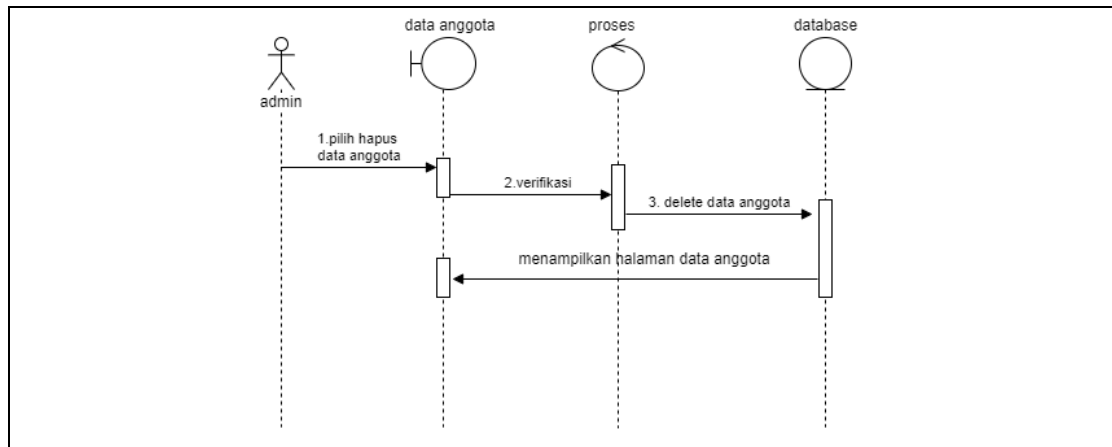 data anggota
proses
database
admin
1.pilih hapus
data anggota
2.verifikasi
3. delete data anggota
menampilkan halaman data anggota